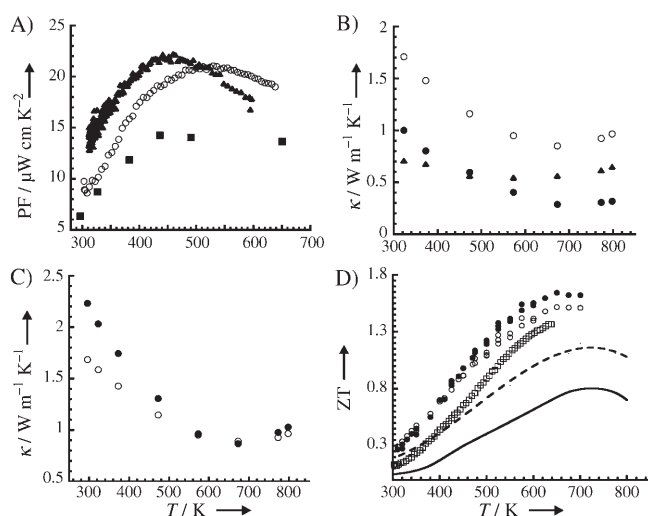 A)
PF / μW cm K⁻²
25
20
15
10
5
300 400 500 600 700
B)
κ / W m⁻¹ K⁻¹
2
1.5
1
0.5
0
300 400 500 600 700 800
C)
κ / W m⁻¹ K⁻¹
2.5
2
1.5
1
0.5
300 400 500 600 700 800
T / K
D)
ZT
1.8
1.3
0.8
0.3
300 400 500 600 700 800
T / K